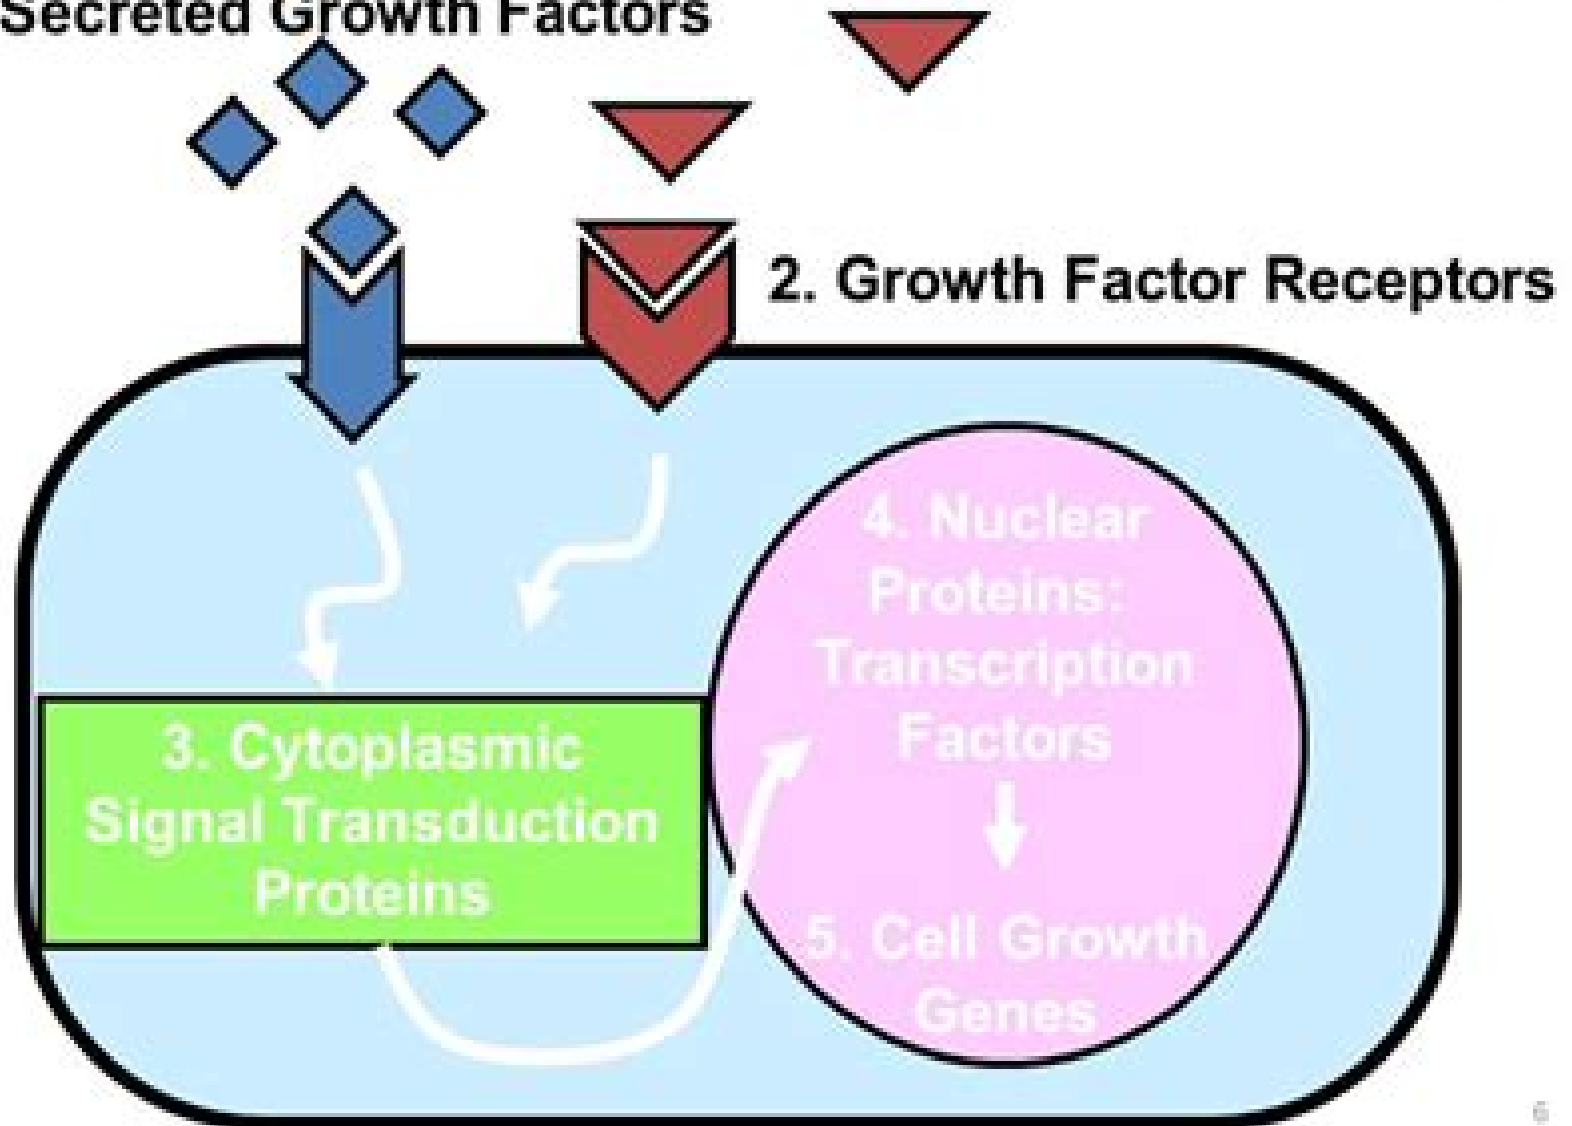 Secreted Growth Factors
2. Growth Factor Receptors
4. Nuclear
Proteins:
Transcription
Factors
3. Cytoplasmic
Signal Transduction
Proteins
5. Cell Growth
Genes
6